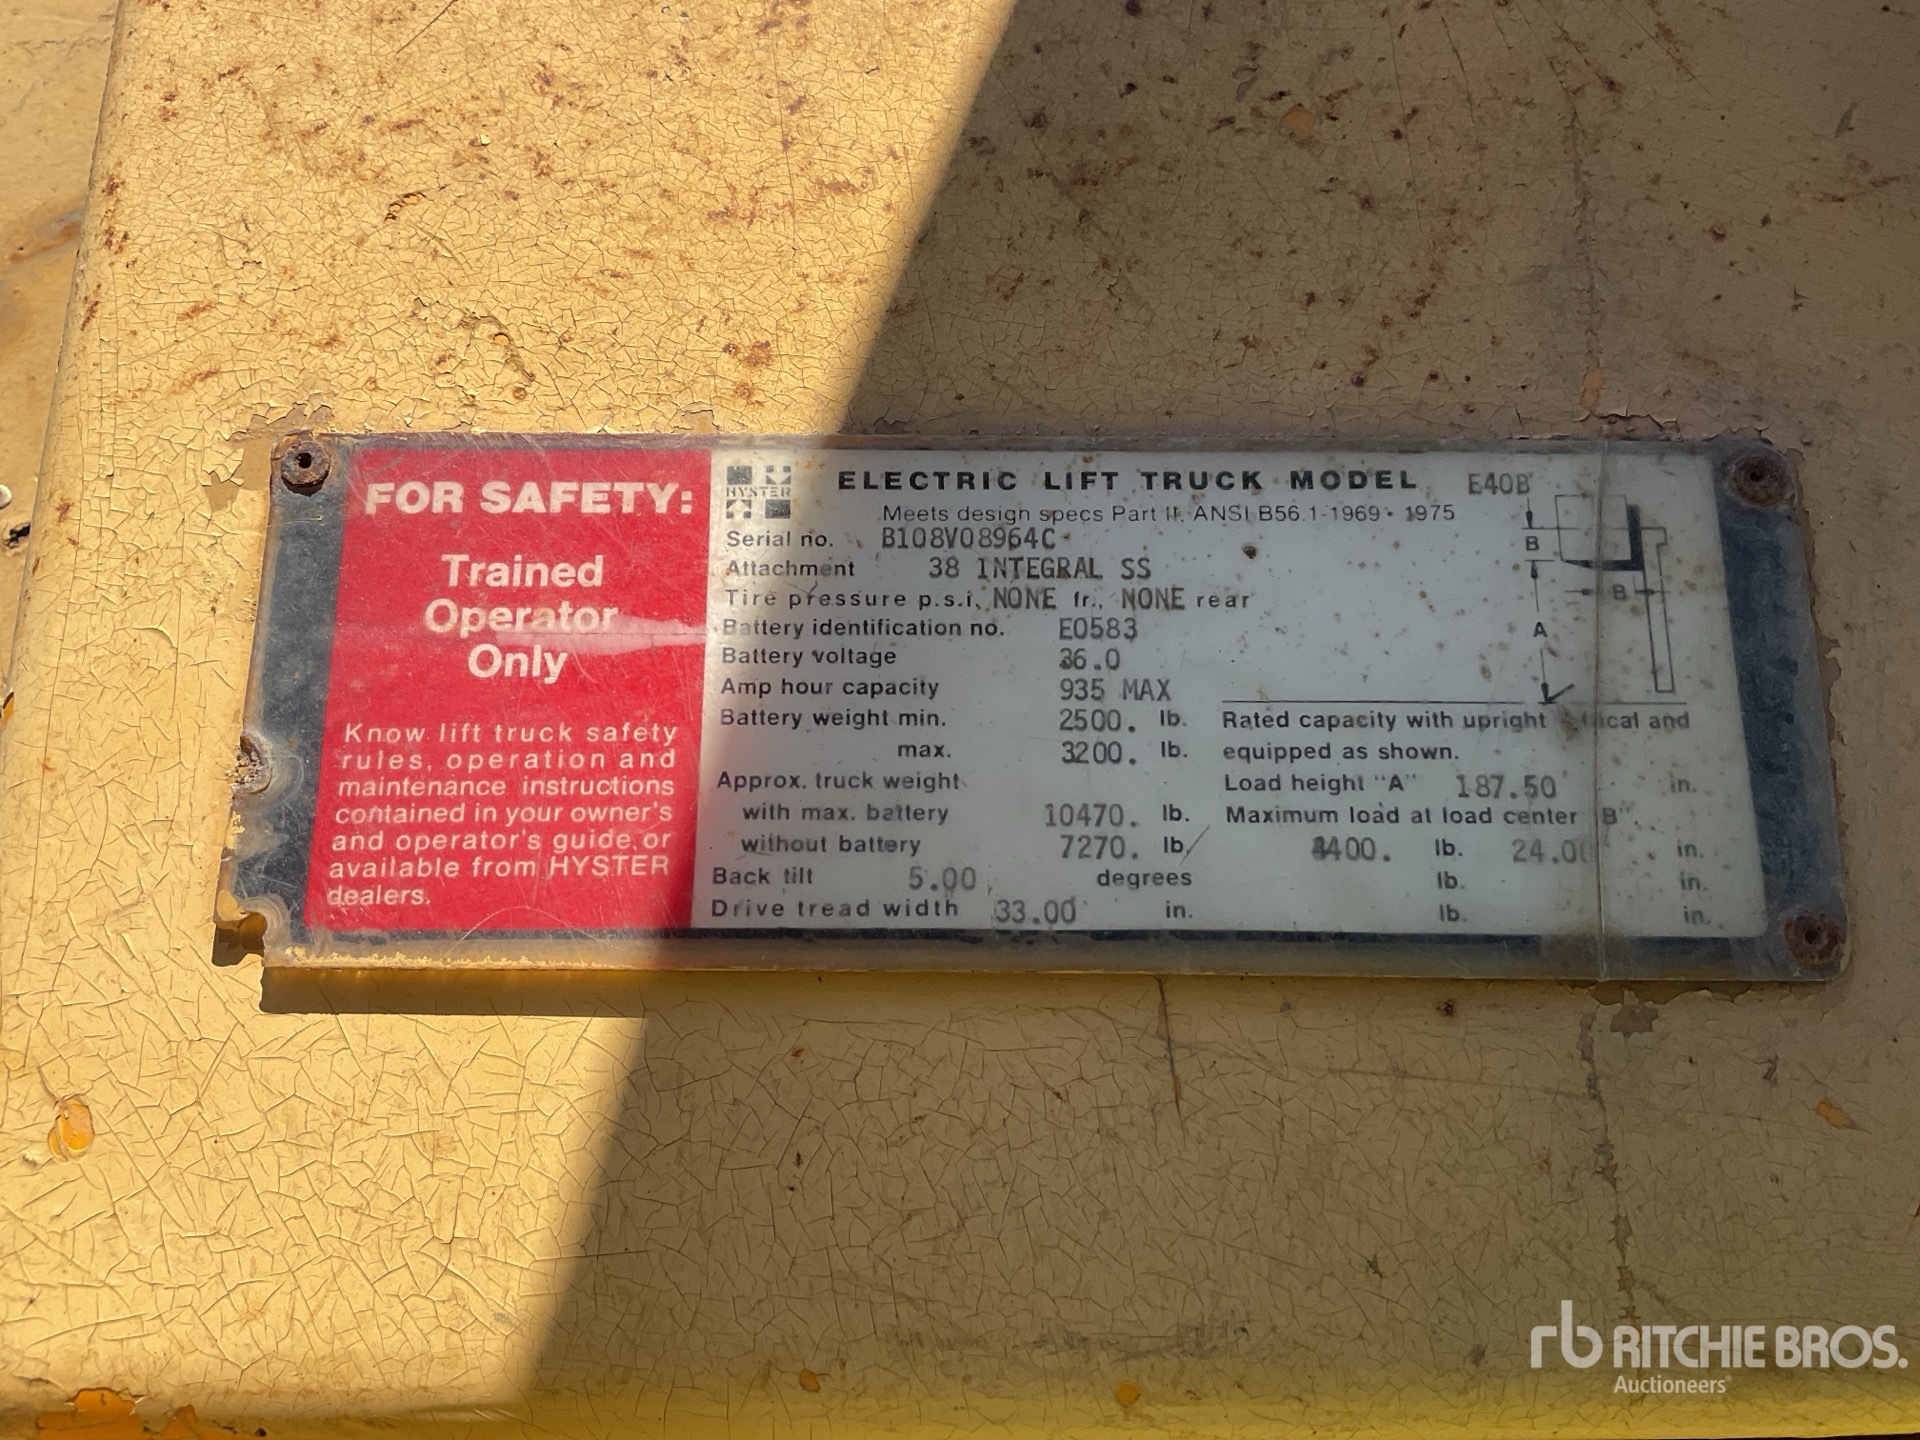 FOR SAFETY:
Trained
Operator
Only
Know lift truck safety
rules, operation and
maintenance instructions
contained in your owner's
and operator's guide, or
available from HYSTER
dealers.
HYSTER
ELECTRIC LIFT TRUCK MODEL E40B
Meets design specs Part II, ANSI B56.1-1969 • 1975
Serial no. B108V08964C
Attachment 38 INTEGRAL SS
Tire pressure p.s.i. NONE fr., NONE rear
Battery identification no. E0583
Battery voltage 36.0
Amp hour capacity 935 MAX
Battery weight min. 2500. lb.
max. 3200. lb.
Approx. truck weight
with max. battery 10470. lb.
without battery 7270. lb.
Back tilt 5.00 degrees
Drive tread width 33.00 in.
B
B
A
Rated capacity with upright and
equipped as shown.
Load height "A" 187.50 in.
Maximum load at load center "B"
lb. 24.00 in.
lb. in.
lb. in.
rb RITCHIE BROS.
Auctioneers